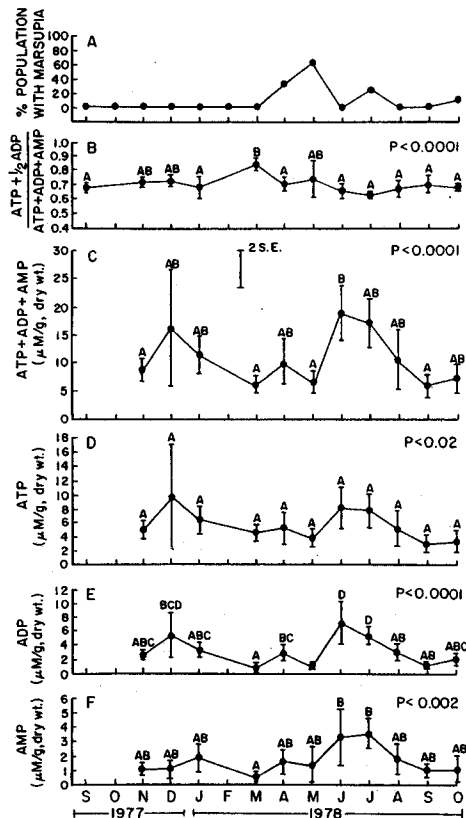 A
% POPULATION
WITH MARSUPIA
100
80
60
40
20
0
B
P<0.0001
ATP+½ADP
ATP+ADP+AMP
1.0
0.9
0.8
0.7
0.6
0.5
0.4
A AB AB A B A AB A A A A A
C
2 S.E.
P<0.0001
ATP+ADP+AMP
(μM/g, dry wt.)
30
25
20
15
10
5
0
A AB AB A AB A B AB AB A AB
D
P<0.02
ATP
(μM/g, dry wt.)
18
16
14
12
10
8
6
4
2
0
A A A A A A A A A A A
E
P<0.0001
ADP
(μM/g, dry wt.)
12
10
8
6
4
2
0
ABC BCD ABC A BC AB D D AB AB ABC
F
P<0.002
AMP
(μM/g, dry wt.)
6
5
4
3
2
1
0
AB AB AB A AB AB B B AB AB AB
S O N D J F M A M J J A S O
1977 1978